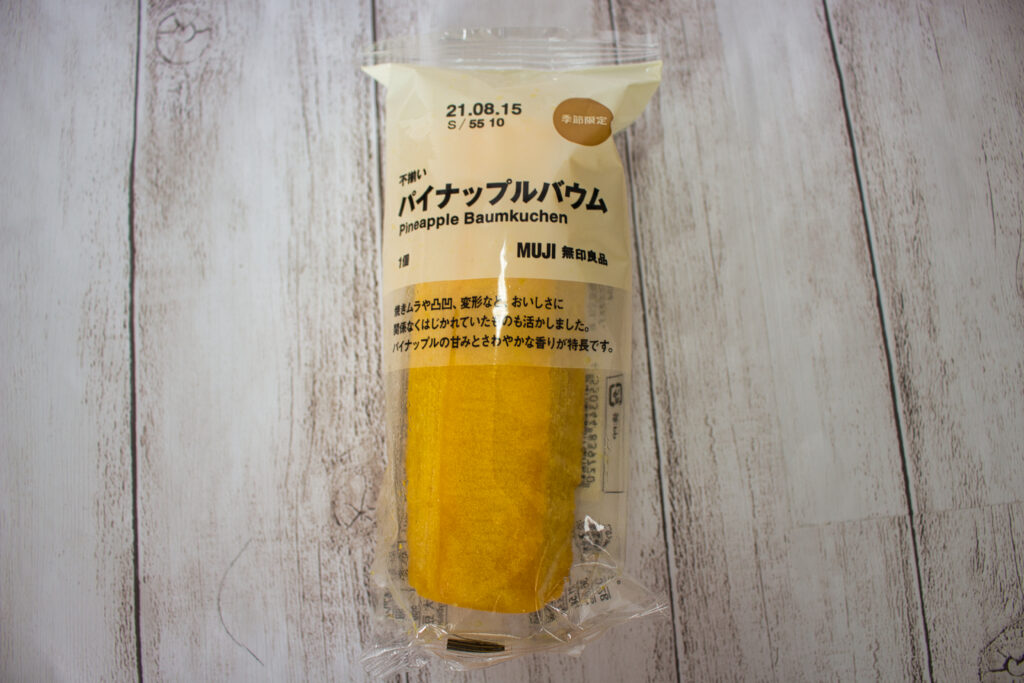 21.08.15
S/55 10
季節限定
不揃い
パイナップルバウム
Pineapple Baumkuchen
1個
MUJI 無印良品
焼きムラや凸凹、変形など、おいしさに
関係なくはじかれていたものも活かしました。
パイナップルの甘みとさわやかな香りが特長です。